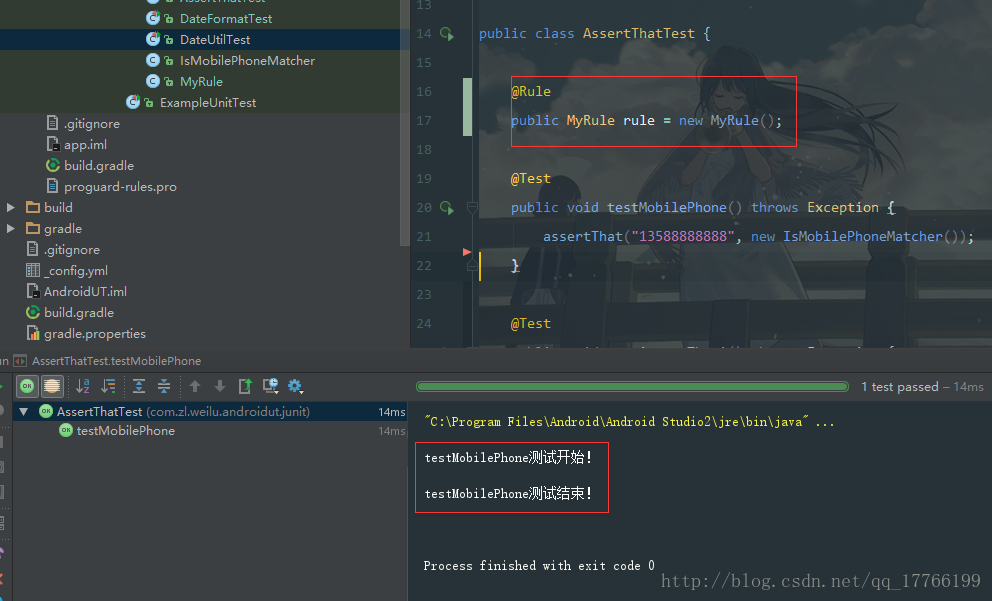 AssertThatTest
DateFormatTest
DateUtilTest
IsMobilePhoneMatcher
MyRule
ExampleUnitTest
.gitignore
app.iml
build.gradle
proguard-rules.pro
build
gradle
.gitignore
_config.yml
AndroidUT.iml
build.gradle
gradle.properties
13
14 public class AssertThatTest {
15
16 @Rule
17 public MyRule rule = new MyRule();
18
19 @Test
20 public void testMobilePhone() throws Exception {
21 assertThat("13588888888", new IsMobilePhoneMatcher());
22 }
23
24 @Test
AssertThatTest.testMobilePhone
1 test passed – 14ms
AssertThatTest (com.zl.weilu.androidut.junit) 14ms
testMobilePhone 14ms
"C:\Program Files\Android\Android Studio2\jre\bin\java" ...
testMobilePhone测试开始!
testMobilePhone测试结束!
Process finished with exit code 0
http://blog.csdn.net/qq_17766199